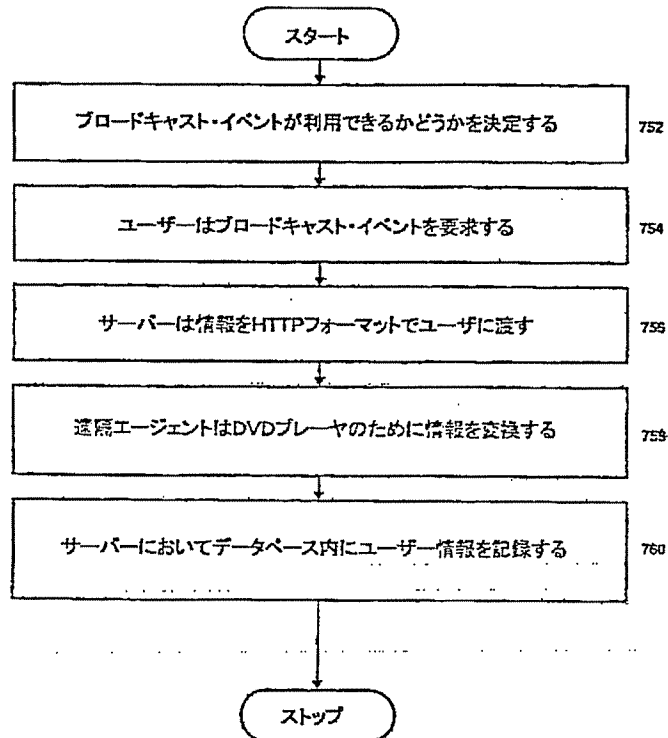 スタート
ブロードキャスト・イベントが利用できるかどうかを決定する
752
ユーザーはブロードキャスト・イベントを要求する
754
サーバーは情報をHTTPフォーマットでユーザに渡す
756
遠隔エージェントはDVDプレーヤのために情報を変換する
758
サーバーにおいてデータベース内にユーザー情報を記録する
760
ストップ